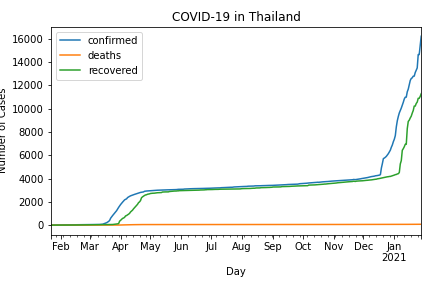 COVID-19 in Thailand
confirmed
deaths
recovered
16000
14000
12000
10000
8000
6000
4000
2000
0
Number of Cases
Feb Mar Apr May Jun Jul Aug Sep Oct Nov Dec Jan
2021
Day